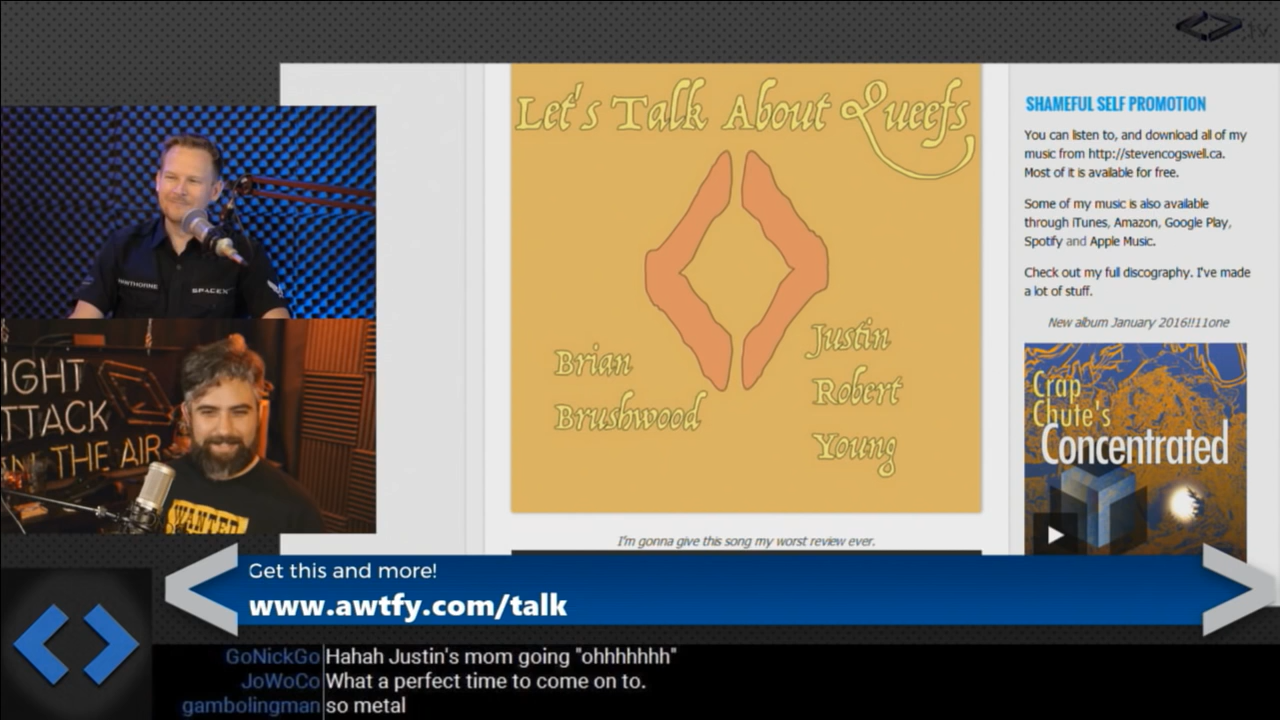 .tv
Let's Talk About Queefs
SHAMEFUL SELF PROMOTION
You can listen to, and download all of my
music from http://stevencogswell.ca.
Most of it is available for free.
Some of my music is also available
through iTunes, Amazon, Google Play,
Spotify and Apple Music.
Check out my full discography. I've made
a lot of stuff.
New album January 2016!!11one
HAWTHORNE
SPACEX
Brian
Brushwood
Justin
Robert
Young
IGHT
TTACK
THE AIR
WANTED
Crap
Chute's
Concentrated
I'm gonna give this song my worst review ever.
Get this and more!
www.awtfy.com/talk
GoNickGo Hahah Justin's mom going "ohhhhhhh"
JoWoCo What a perfect time to come on to.
gambolingman so metal